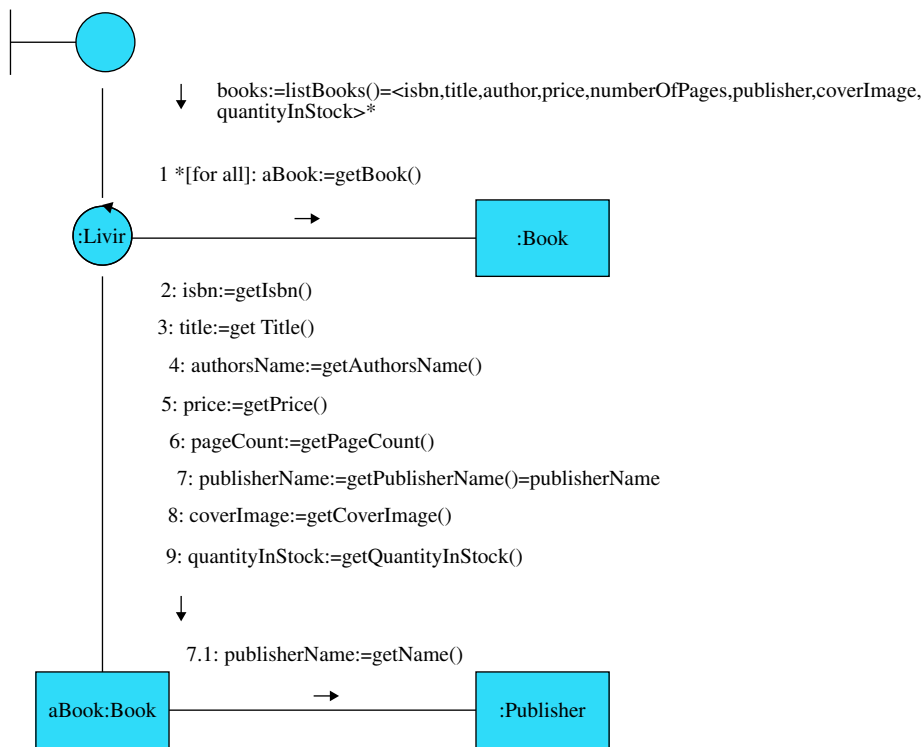 books:=listBooks()=<isbn,title,author,price,numberOfPages,publisher,coverImage,
quantityInStock>*
1 *[for all]: aBook:=getBook()
:Livir
:Book
2: isbn:=getIsbn()
3: title:=get Title()
4: authorsName:=getAuthorsName()
5: price:=getPrice()
6: pageCount:=getPageCount()
7: publisherName:=getPublisherName()=publisherName
8: coverImage:=getCoverImage()
9: quantityInStock:=getQuantityInStock()
7.1: publisherName:=getName()
aBook:Book
:Publisher